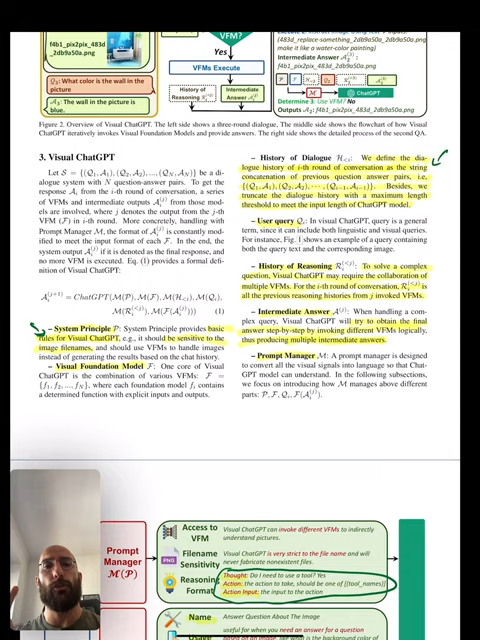 f4b1_pix2pix_483d
_2db9a50a.png
Q₃: What color is the wall in the
picture
A₃: The wall in the picture is
blue.
VFM?
Yes
VFMs Execute
History of
Reasoning
Intermediate
Answer
(483d_replace-something_2db9a50a_
2db9a50a.png
make it like a water-color painting)
Intermediate Answer
f4b1_pix2pix_483d_2db9a50a.png
P F Q₂
M ChatGPT
Determine 3: Use VFM? No
Outputs A₂: f4b1_pix2pix_483d_2db9a50a.png
Figure 2. Overview of Visual ChatGPT. The left side shows a three-round dialogue, The middle side shows the flowchart of how Visual
ChatGPT iteratively invokes Visual Foundation Models and provide answers. The right side shows the detailed process of the second QA.
3. Visual ChatGPT
Let S = {(Q₁, A₁), (Q₂, A₂), ..., (Q_N, A_N)} be a di-
alogue system with N question-answer pairs. To get the
response Aᵢ from the i-th round of conversation, a series
of VFMs and intermediate outputs Aᵢ⁽ʲ⁾ from those mod-
els are involved, where j denotes the output from the j-th
VFM (F) in i-th round. More concretely, handling with
Prompt Manager M, the format of Aᵢ⁽ʲ⁾ is constantly mod-
ified to meet the input format of each F. In the end, the
system output Aᵢ⁽ʲ⁾ if it is denoted as the final response, and
no more VFM is executed. Eq. (1) provides a formal defi-
nition of Visual ChatGPT:
Aᵢ⁽ʲ⁺¹⁾ = ChatGPT(M(P), M(F), M(H<ᵢ), M(Qᵢ),
M(Rᵢ⁽<ʲ⁾), M(F(Aᵢ⁽ʲ⁾))) (1)
– System Principle P: System Principle provides basic
rules for Visual ChatGPT, e.g., it should be sensitive to the
image filenames, and should use VFMs to handle images
instead of generating the results based on the chat history.
– Visual Foundation Model F: One core of Visual
ChatGPT is the combination of various VFMs: F =
{f₁, f₂, ..., f_N}, where each foundation model fᵢ contains
a determined function with explicit inputs and outputs.
– History of Dialogue H<ᵢ: We define the dia-
logue history of i-th round of conversation as the string
concatenation of previous question answer pairs, i.e,
{(Q₁, A₁), (Q₂, A₂), ···, (Qᵢ₋₁, Aᵢ₋₁)}. Besides, we
truncate the dialogue history with a maximum length
threshold to meet the input length of ChatGPT model.
– User query Qᵢ: In visual ChatGPT, query is a general
term, since it can include both linguistic and visual queries.
For instance, Fig. 1 shows an example of a query containing
both the query text and the corresponding image.
– History of Reasoning Rᵢ⁽<ʲ⁾: To solve a complex
question, Visual ChatGPT may require the collaboration of
multiple VFMs. For the i-th round of conversation, Rᵢ⁽<ʲ⁾ is
all the previous reasoning histories from j invoked VFMs.
– Intermediate Answer A⁽ʲ⁾: When handling a com-
plex query, Visual ChatGPT will try to obtain the final
answer step-by-step by invoking different VFMs logically,
thus producing multiple intermediate answers.
– Prompt Manager M: A prompt manager is designed
to convert all the visual signals into language so that Chat-
GPT model can understand. In the following subsections,
we focus on introducing how M manages above different
parts: P, F, Qᵢ, F(Aᵢ⁽ʲ⁾).
Prompt
Manager
M(P)
Access to
VFM
Visual ChatGPT can invoke different VFMs to indirectly
understand pictures.
PNG
Filename
Sensitivity
Visual ChatGPT is very strict to the file name and will
never fabricate nonexistent files.
Reasoning
Format
Thought: Do I need to use a tool? Yes
Action: the action to take, should be one of [{tool_names}]
Action Input: the input to the action
Name
Answer Question About The Image
Usage
useful for when you need an answer for a question